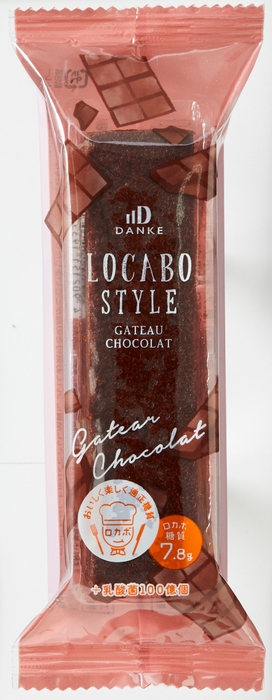 DANKE
LOCABO
STYLE
GATEAU
CHOCOLAT
Gateau
Chocolat
おいしく楽しく適正糖質
ロカボ
ロカボ
糖質
7.8g
+乳酸菌100億個